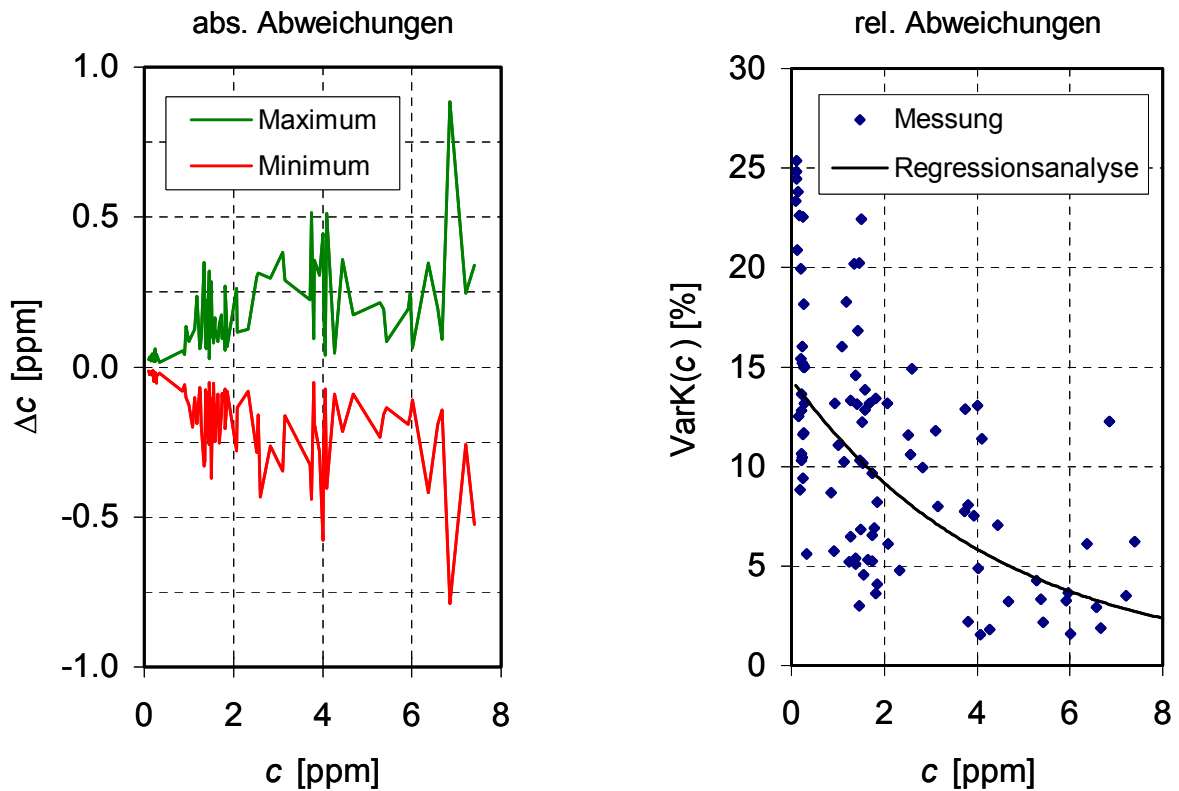 abs. Abweichungen
1.0
0.5
0.0
-0.5
-1.0
Δc [ppm]
Maximum
Minimum
0 2 4 6 8
c [ppm]
rel. Abweichungen
30
25
20
15
10
5
0
VarK(c) [%]
Messung
Regressionsanalyse
0 2 4 6 8
c [ppm]